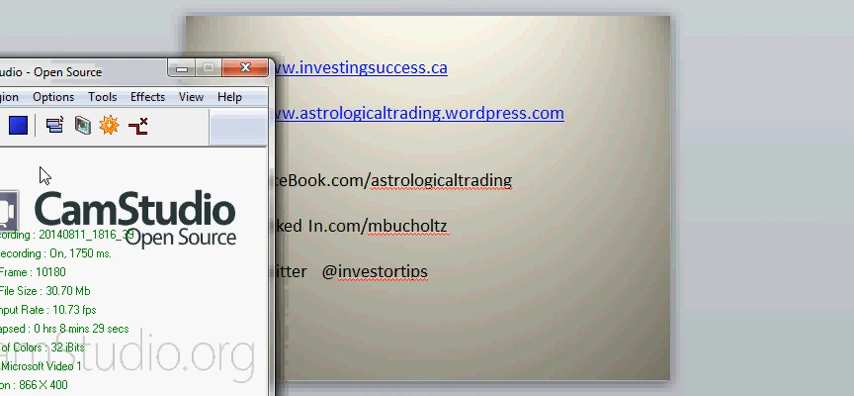 www.investingsuccess.ca
www.astrologicaltrading.wordpress.com
ceBook.com/astrologicaltrading
ked In.com/mbucholtz
itter @investortips
udio - Open Source
gion Options Tools Effects View Help
CamStudio
Open Source
cording : 20140811_1816_39
ecording : On, 1750 ms.
Frame : 10180
File Size : 30.70 Mb
nput Rate : 10.73 fps
apsed : 0 hrs 8 mins 29 secs
of Colors : 32 iBits
Microsoft Video 1
on : 866 X 400
amStudio.org